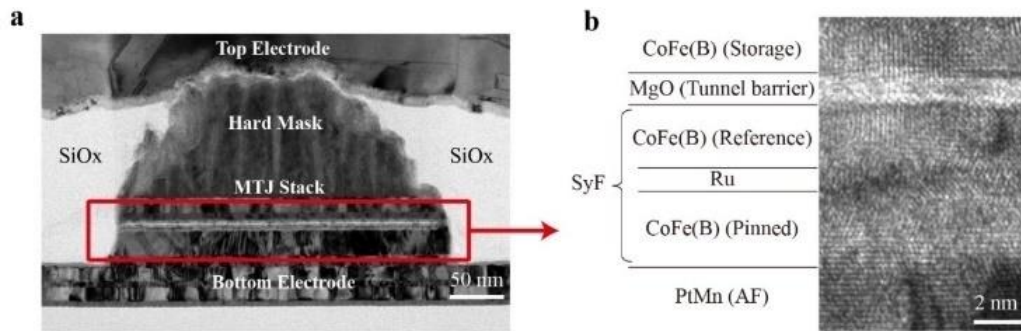 a
Top Electrode
Hard Mask
SiOx
SiOx
MTJ Stack
Bottom Electrode
50 nm
b
CoFe(B) (Storage)
MgO (Tunnel barrier)
CoFe(B) (Reference)
SyF
Ru
CoFe(B) (Pinned)
PtMn (AF)
2 nm